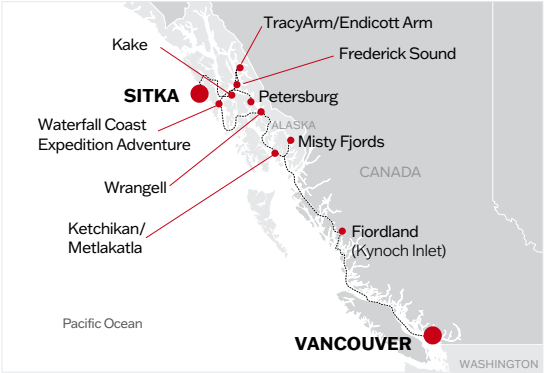 TracyArm/Endicott Arm
Kake
Frederick Sound
SITKA
Petersburg
Waterfall Coast
Expedition Adventure
ALASKA
Misty Fjords
CANADA
Wrangell
Ketchikan/
Metlakatla
Fiordland
(Kynoch Inlet)
Pacific Ocean
VANCOUVER
WASHINGTON